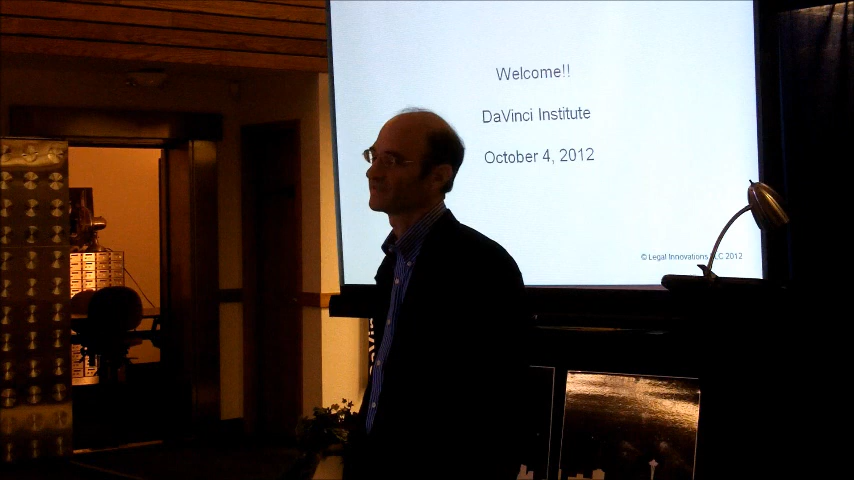 Welcome!!
DaVinci Institute
October 4, 2012
© Legal Innovations LLC 2012